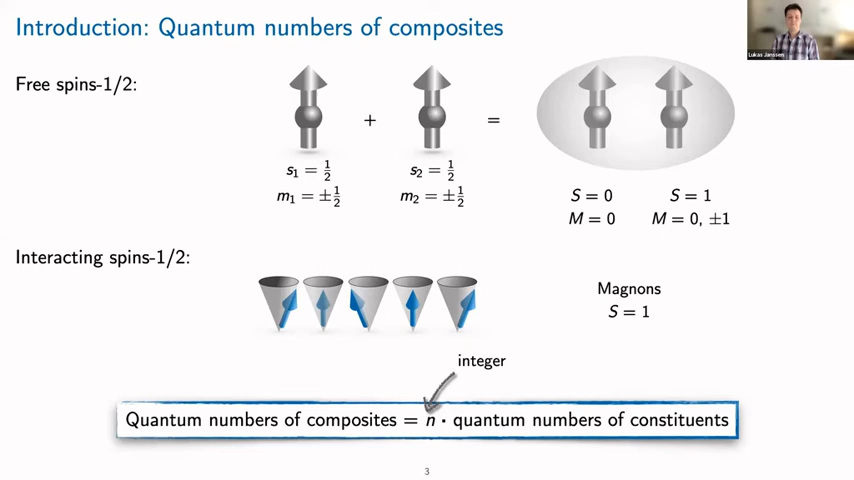 Introduction: Quantum numbers of composites
Lukas Janssen
Free spins-1/2:
+
=
s₁ = 1/2
s₂ = 1/2
m₁ = ±1/2
m₂ = ±1/2
S = 0
S = 1
M = 0
M = 0, ±1
Interacting spins-1/2:
Magnons
S = 1
integer
Quantum numbers of composites = n · quantum numbers of constituents
3